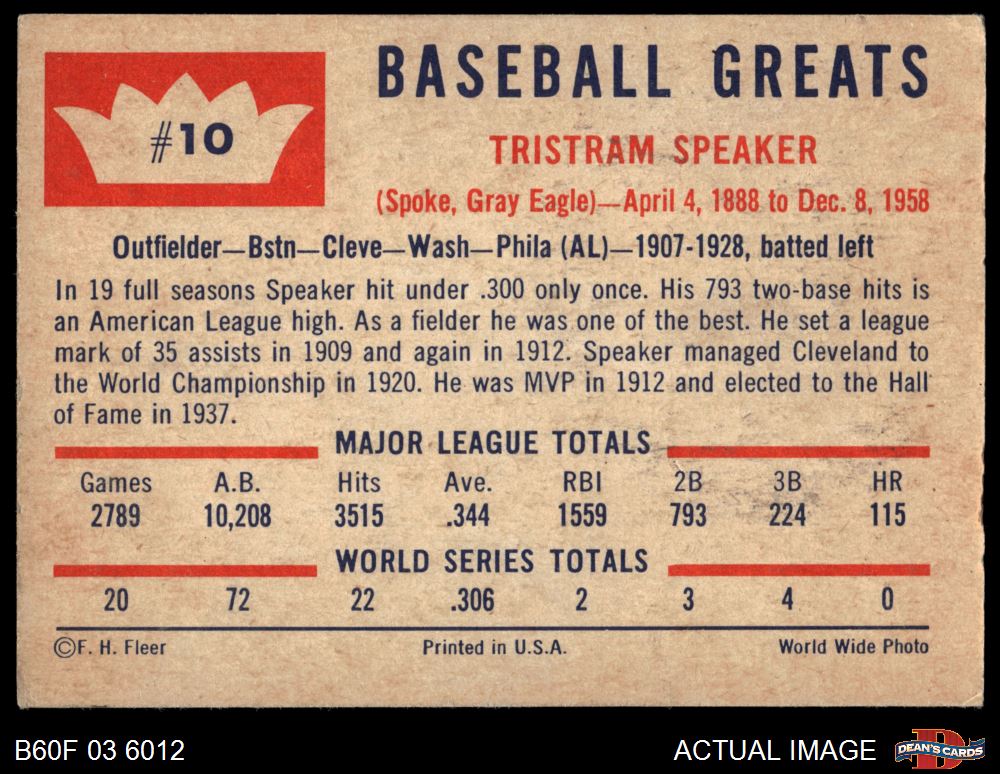 #10
BASEBALL GREATS
TRISTRAM SPEAKER
(Spoke, Gray Eagle)—April 4, 1888 to Dec. 8, 1958
Outfielder—Bstn—Cleve—Wash—Phila (AL)—1907-1928, batted left
In 19 full seasons Speaker hit under .300 only once. His 793 two-base hits is
an American League high. As a fielder he was one of the best. He set a league
mark of 35 assists in 1909 and again in 1912. Speaker managed Cleveland to
the World Championship in 1920. He was MVP in 1912 and elected to the Hall
of Fame in 1937.
MAJOR LEAGUE TOTALS
Games A.B. Hits Ave. RBI 2B 3B HR
2789 10,208 3515 .344 1559 793 224 115
WORLD SERIES TOTALS
20 72 22 .306 2 3 4 0
©F. H. Fleer Printed in U.S.A. World Wide Photo
B60F 03 6012 ACTUAL IMAGE DEAN'S CARDS